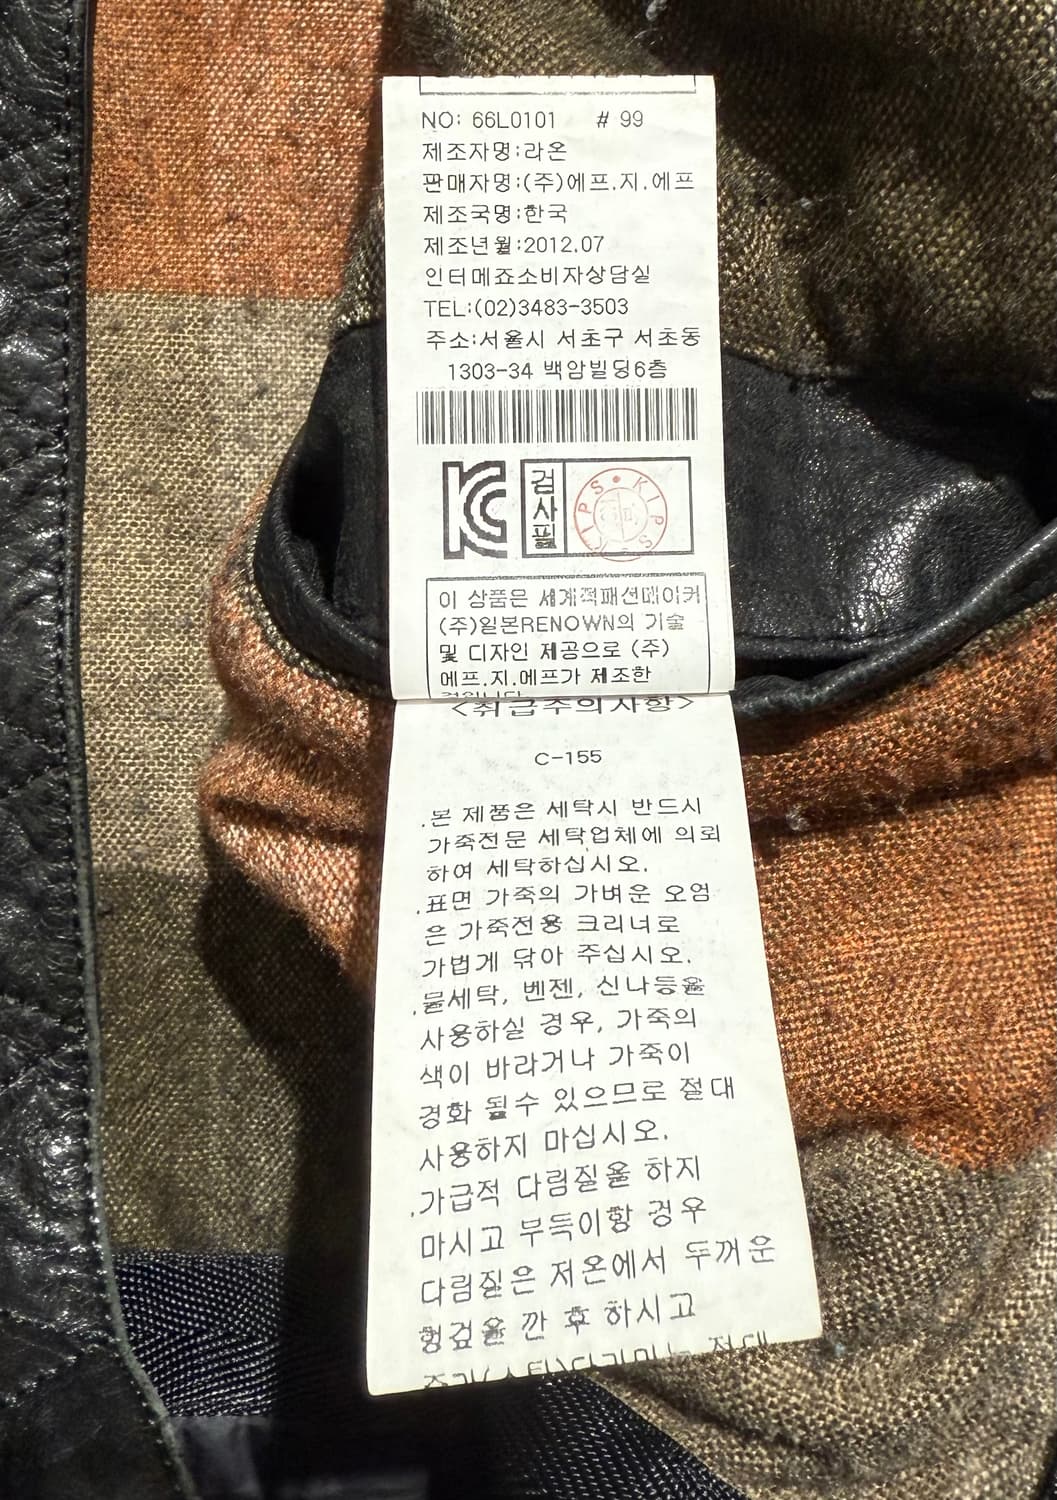 NO: 66L0101 # 99
제조자명:라온
판매자명:(주)에프.지.에프
제조국명:한국
제조년월:2012.07
인터메죠소비자상담실
TEL:(02)3483-3503
주소:서울시 서초구 서초동
1303-34 백암빌딩6층
KC
검사필
KIPS • KIPS •
이 상품은 세계적패션메이커
(주)일본RENOWN의 기술
및 디자인 제공으로 (주)
에프.지.에프가 제조한
것입니다
<취급주의사항>
C-155
.본 제품은 세탁시 반드시
가죽전문 세탁업체에 의뢰
하여 세탁하십시오.
.표면 가죽의 가벼운 오염
은 가죽전용 크리너로
가볍게 닦아 주십시오.
.물세탁, 벤젠, 신나등을
사용하실 경우, 가죽의
색이 바라거나 가죽이
경화 될수 있으므로 절대
사용하지 마십시오.
.가급적 다림질을 하지
마시고 부득이할 경우
다림질은 저온에서 두꺼운
헝겊을 깐 후 하시고